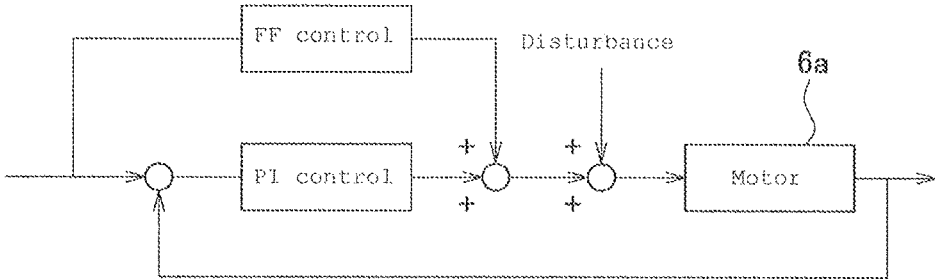 FF control
Disturbance
6a
+
+
PI control
Motor
+
+